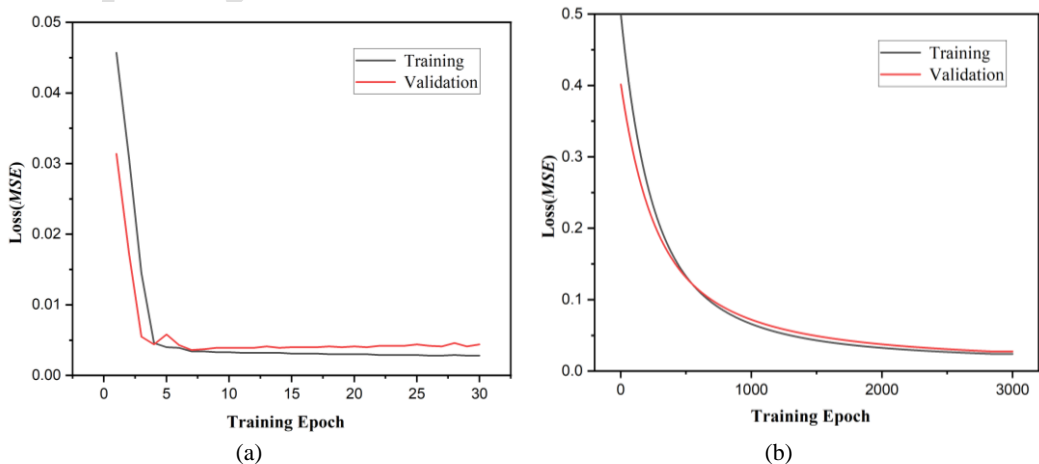 0.05
0.04
0.03
0.02
0.01
0.00
Loss(MSE)
Training
Validation
0 5 10 15 20 25 30
Training Epoch
(a)
0.5
0.4
0.3
0.2
0.1
0.0
Loss(MSE)
Training
Validation
0 1000 2000 3000
Training Epoch
(b)